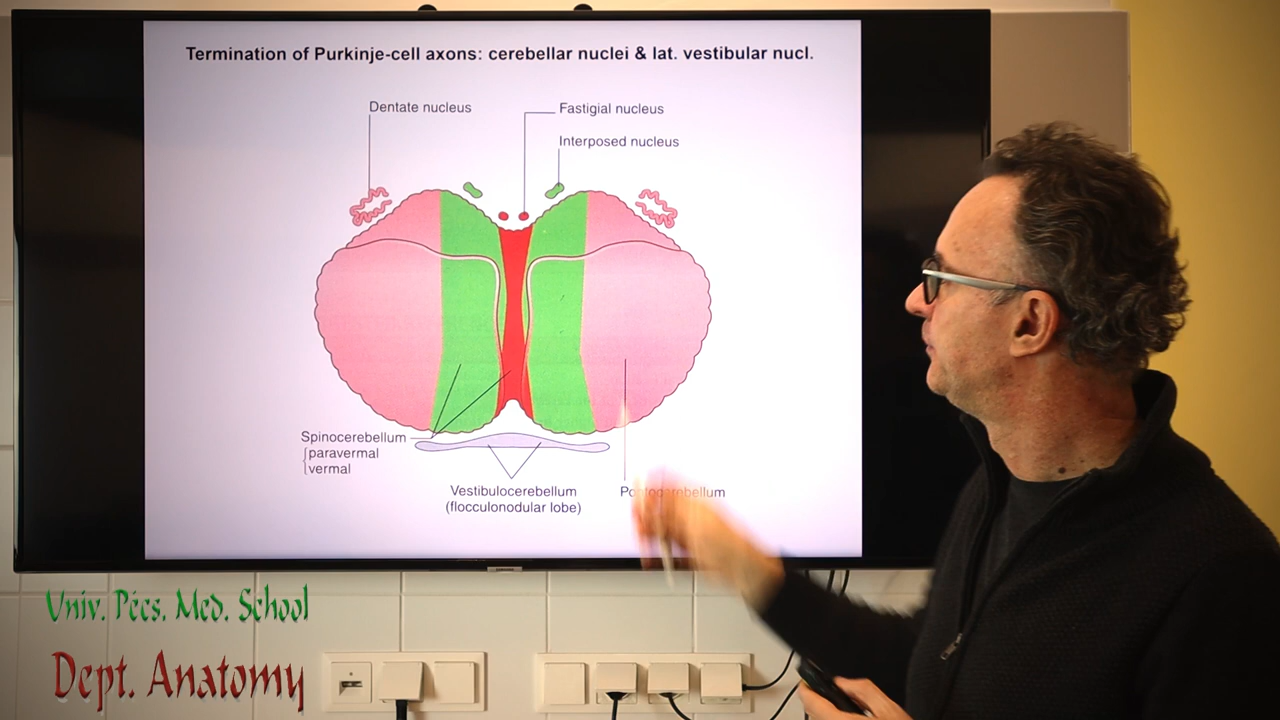 Termination of Purkinje-cell axons: cerebellar nuclei & lat. vestibular nucl.
Dentate nucleus
Fastigial nucleus
Interposed nucleus
Spinocerebellum
paravermal
vermal
Vestibulocerebellum
(flocculonodular lobe)
Pontocerebellum
Univ. Pécs. Med. School
Dept. Anatomy